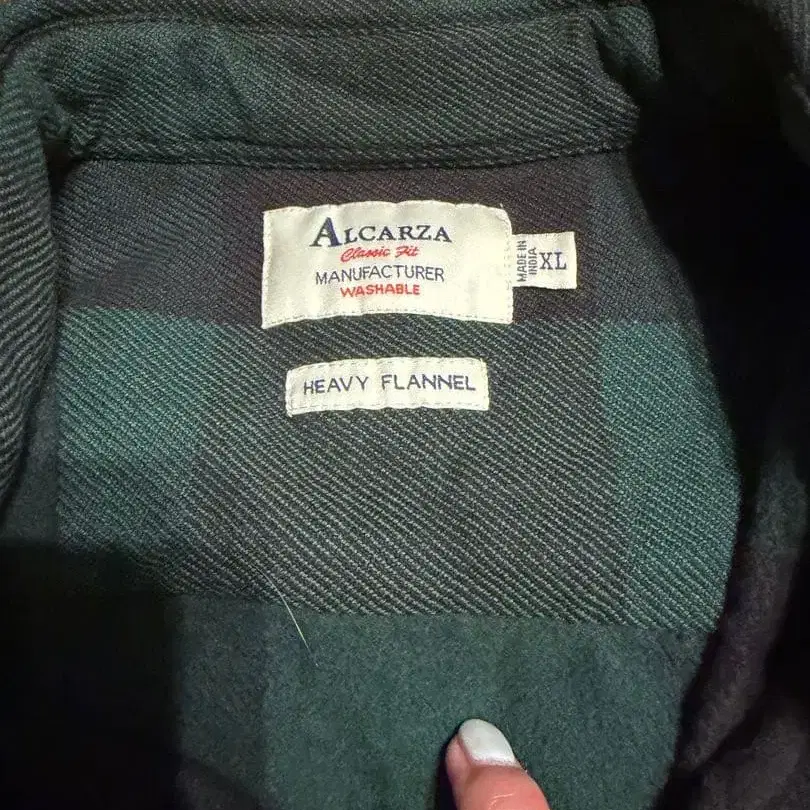 ALCARZA
Classic Fit
MANUFACTURER
WASHABLE
MADE IN
INDIA
XL
HEAVY FLANNEL